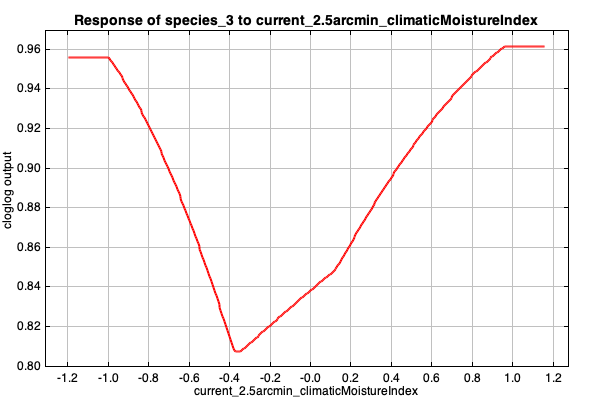 Response of species_3 to current_2.5arcmin_climaticMoistureIndex
cloglog output
0.96
0.94
0.92
0.90
0.88
0.86
0.84
0.82
0.80
-1.2 -1.0 -0.8 -0.6 -0.4 -0.2 -0.0 0.2 0.4 0.6 0.8 1.0 1.2
current_2.5arcmin_climaticMoistureIndex